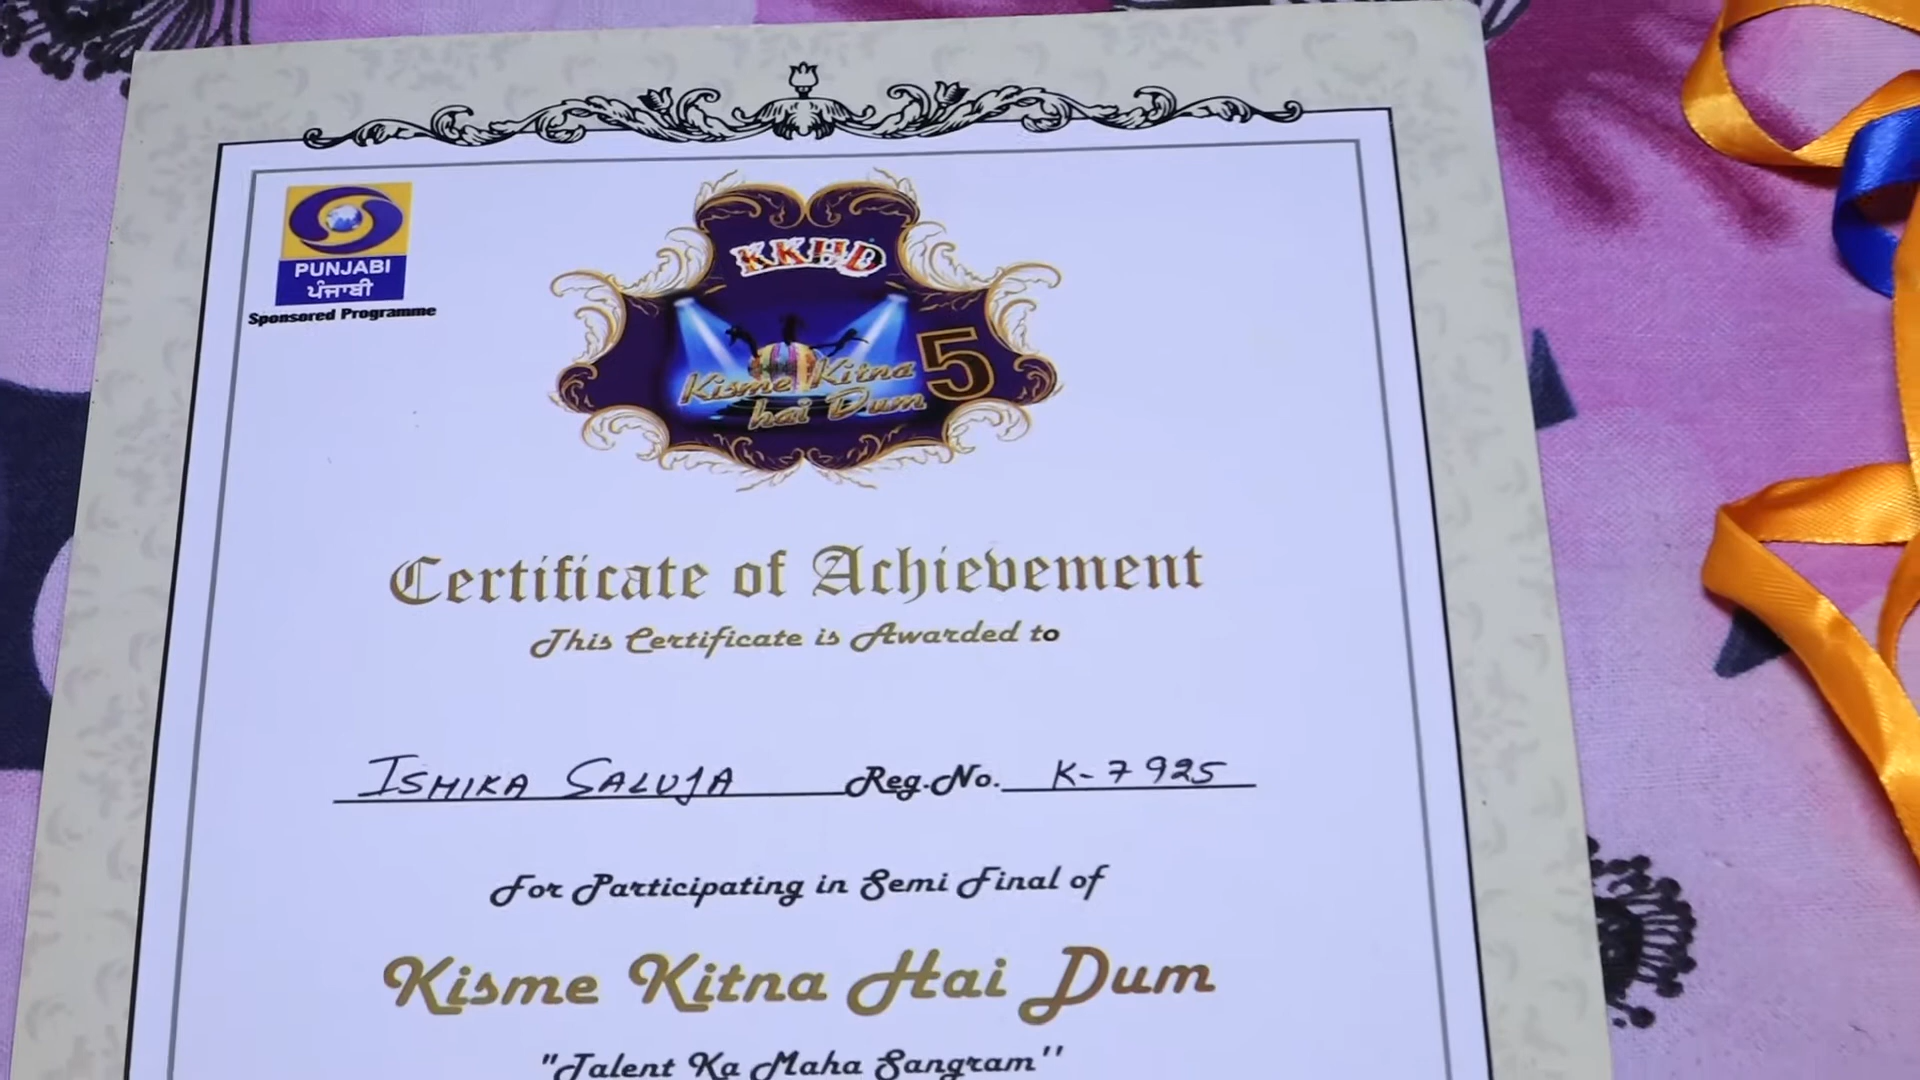 PUNJABI
ਪੰਜਾਬੀ
Sponsored Programme
KKHD
Kisme Kitna
hai Dum 5
Certificate of Achievement
This Certificate is Awarded to
ISHIKA SALUJA Reg.No. K-7925
For Participating in Semi Final of
Kisme Kitna Hai Dum
"Talent Ka Maha Sangram''